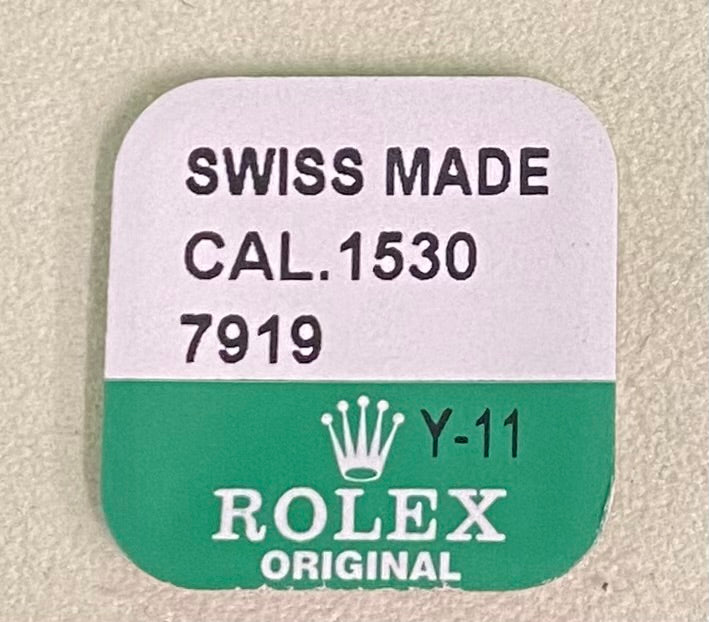 SWISS MADE
CAL.1530
7919
Y-11
ROLEX
ORIGINAL